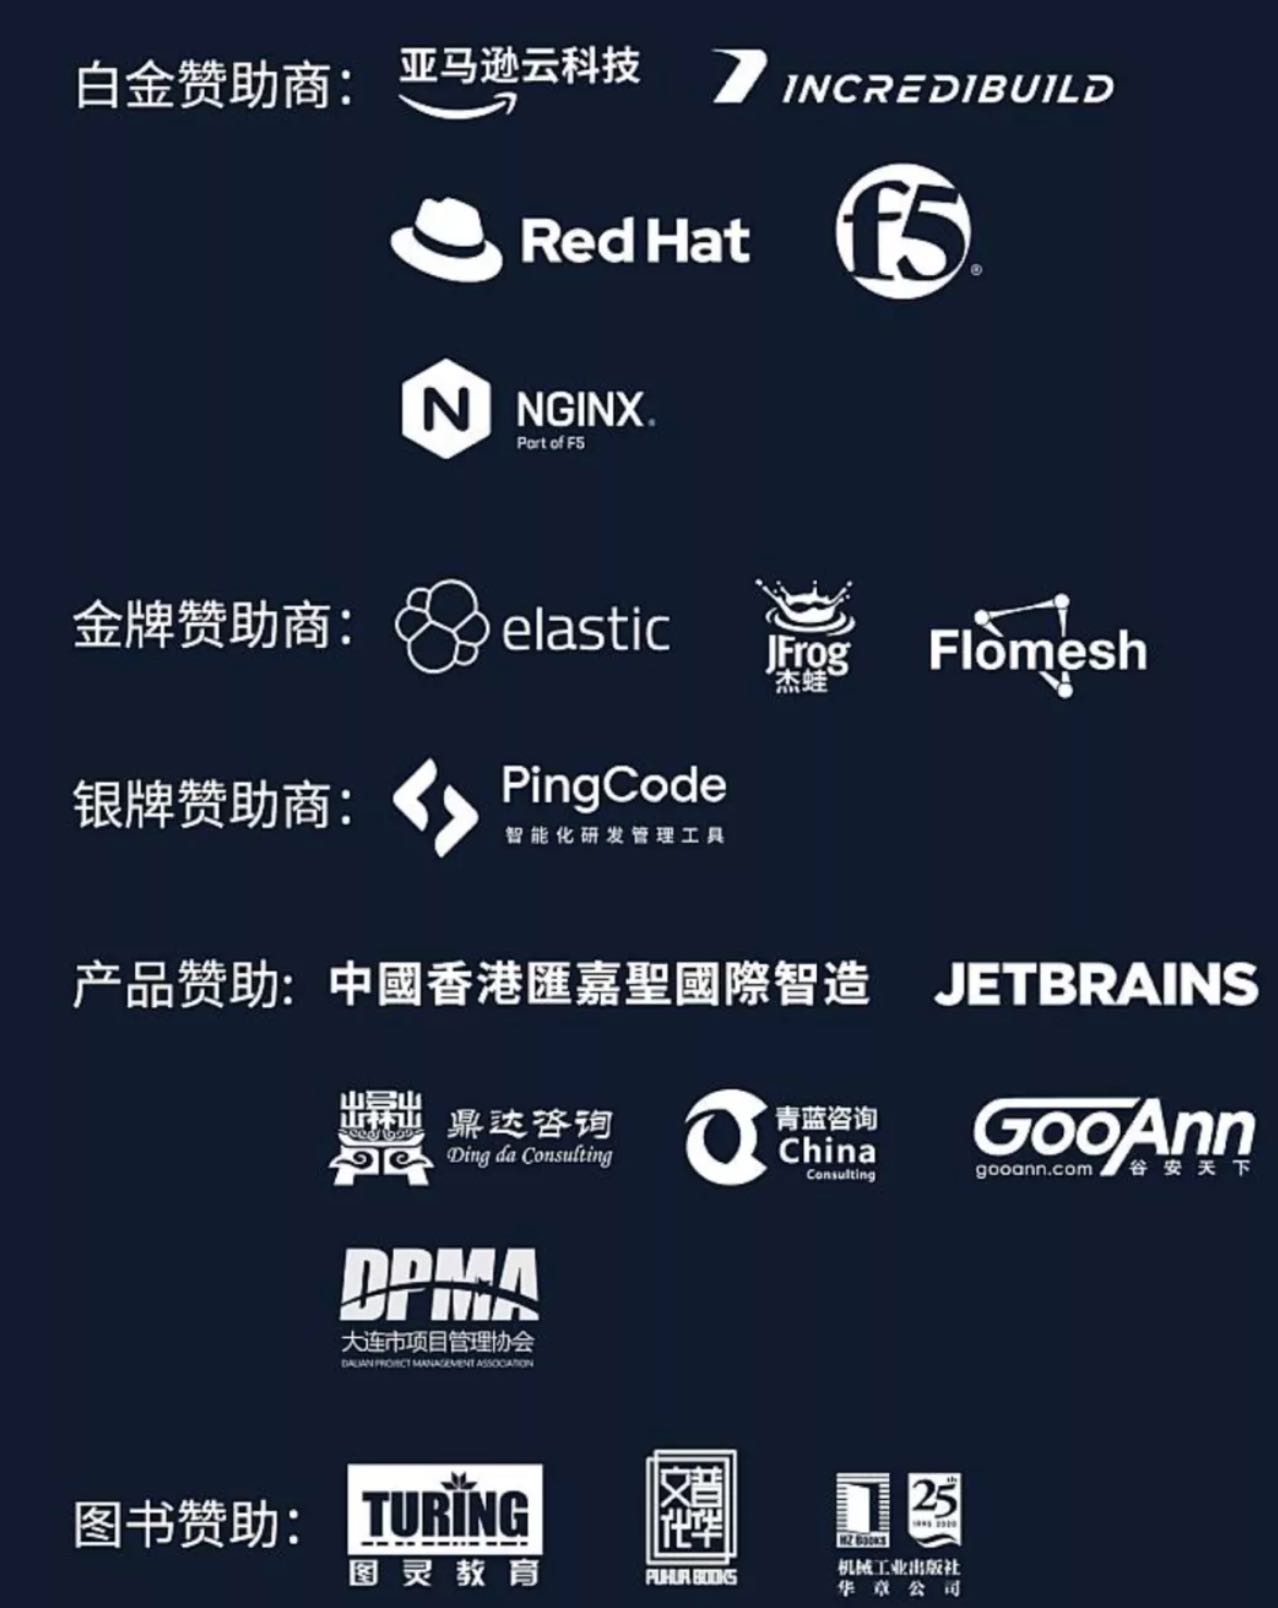 白金赞助商：
亚马逊云科技
INCREDIBUILD
Red Hat
f5®
N
NGINX®
Part of F5
金牌赞助商：
elastic
JFrog
杰蛙
Flomesh
银牌赞助商：
PingCode
智能化研发管理工具
产品赞助：
中國香港匯嘉聖國際智造
JETBRAINS
鼎达咨询
Ding da Consulting
青蓝咨询
China
Consulting
GooAnn
gooann.com 谷安天下
DPMA
大连市项目管理协会
DALIAN PROJECT MANAGEMENT ASSOCIATION
图书赞助：
TURING
图灵教育
文普
化华
PUHUA BOOKS
HZ BOOKS
25
1995 2020
机械工业出版社
华章公司